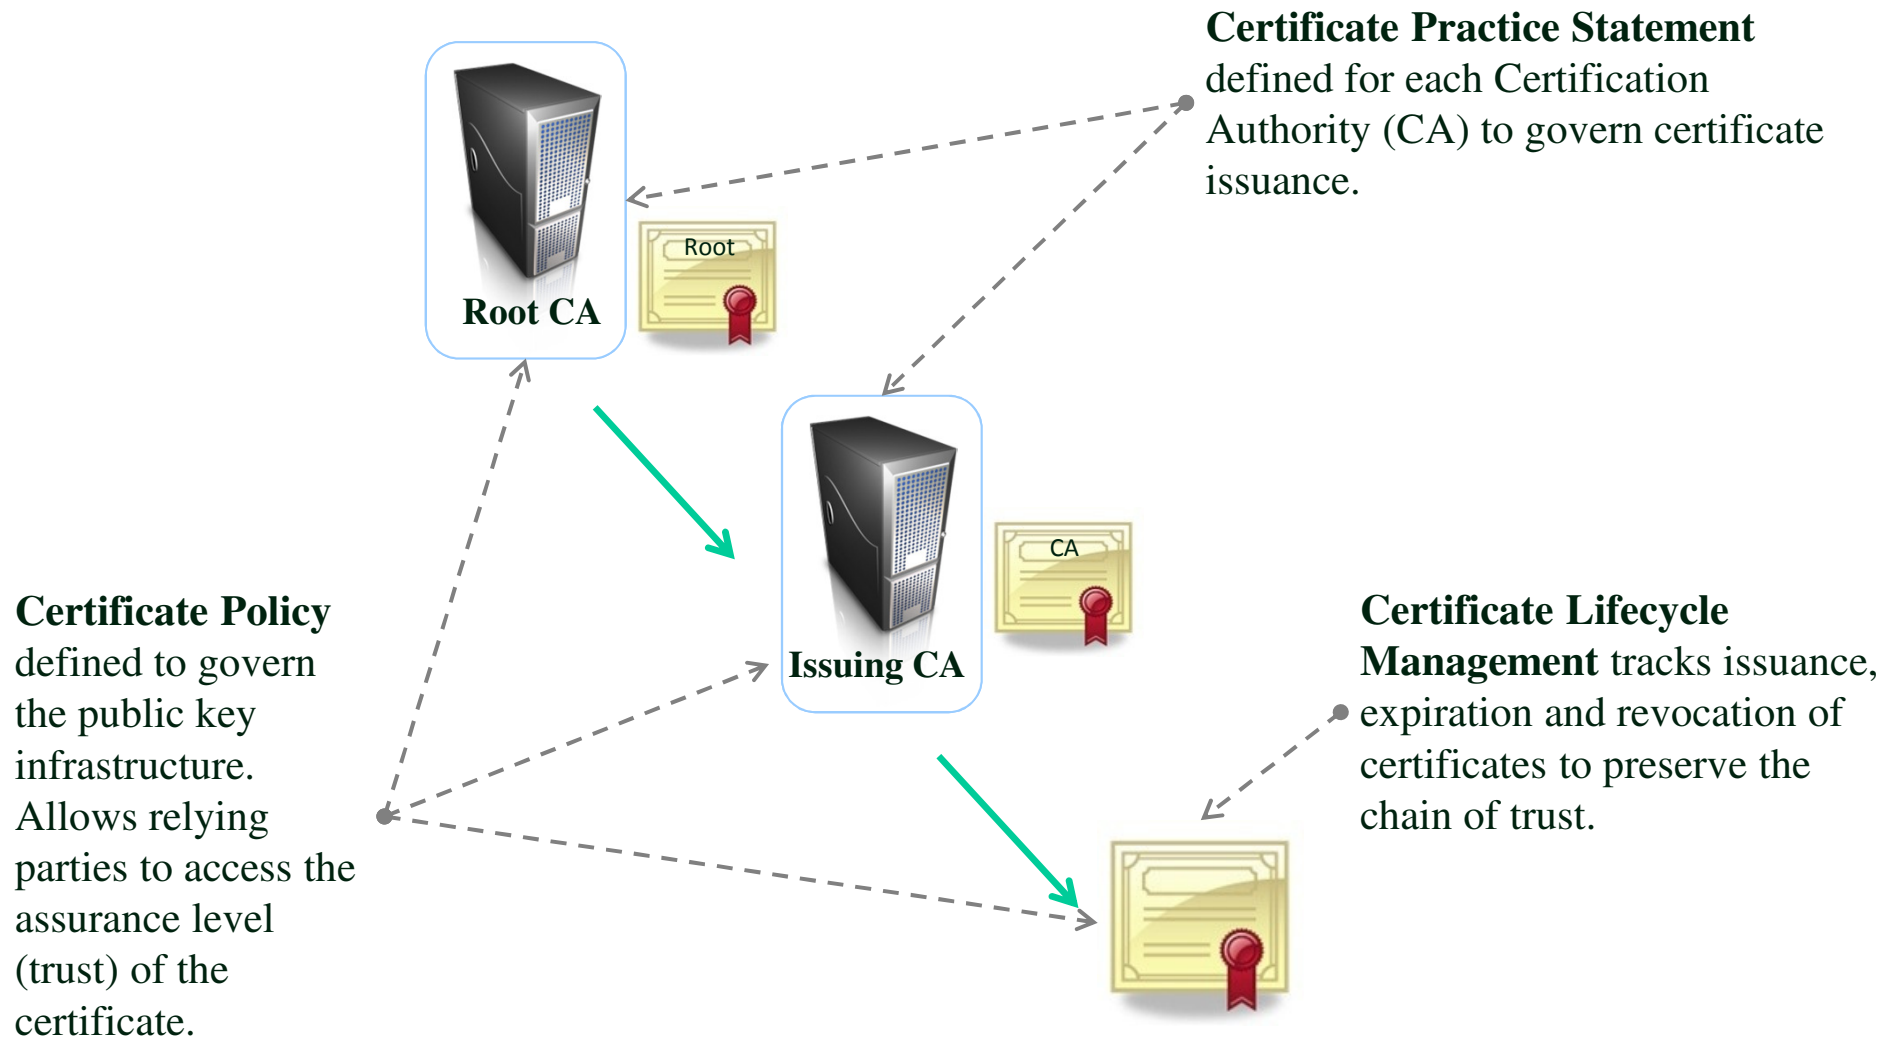 Certificate Practice Statement
defined for each Certification
Authority (CA) to govern certificate
issuance.
Root
Root CA
CA
Issuing CA
Certificate Policy
defined to govern
the public key
infrastructure.
Allows relying
parties to access the
assurance level
(trust) of the
certificate.
Certificate Lifecycle
Management tracks issuance,
expiration and revocation of
certificates to preserve the
chain of trust.